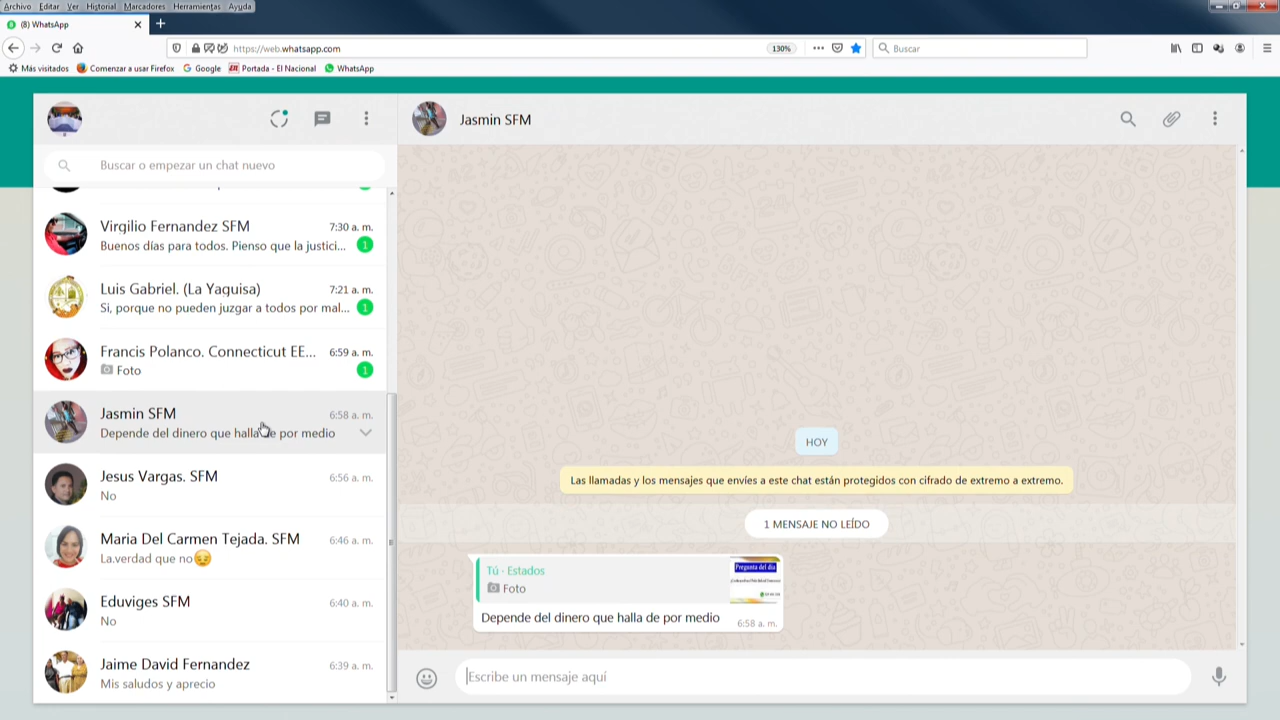 Archivo Editar Ver Historial Marcadores Herramientas Ayuda
(8) WhatsApp
https://web.whatsapp.com
130%
Buscar
Más visitados Comenzar a usar Firefox Google Portada - El Nacional WhatsApp
Jasmin SFM
Buscar o empezar un chat nuevo
Virgilio Fernandez SFM 7:30 a. m.
Buenos días para todos. Pienso que la justici... 1
Luis Gabriel. (La Yaguisa) 7:21 a. m.
Si, porque no pueden juzgar a todos por mal... 1
Francis Polanco. Connecticut EE... 6:59 a. m.
Foto 1
Jasmin SFM 6:58 a. m.
Depende del dinero que halla de por medio
Jesus Vargas. SFM 6:56 a. m.
No
Maria Del Carmen Tejada. SFM 6:46 a. m.
La.verdad que no😔
Eduviges SFM 6:40 a. m.
No
Jaime David Fernandez 6:39 a. m.
Mis saludos y aprecio
HOY
Las llamadas y los mensajes que envíes a este chat están protegidos con cifrado de extremo a extremo.
1 MENSAJE NO LEÍDO
Tú · Estados
Foto
Pregunta del dia
Depende del dinero que halla de por medio 6:58 a. m.
Escribe un mensaje aquí